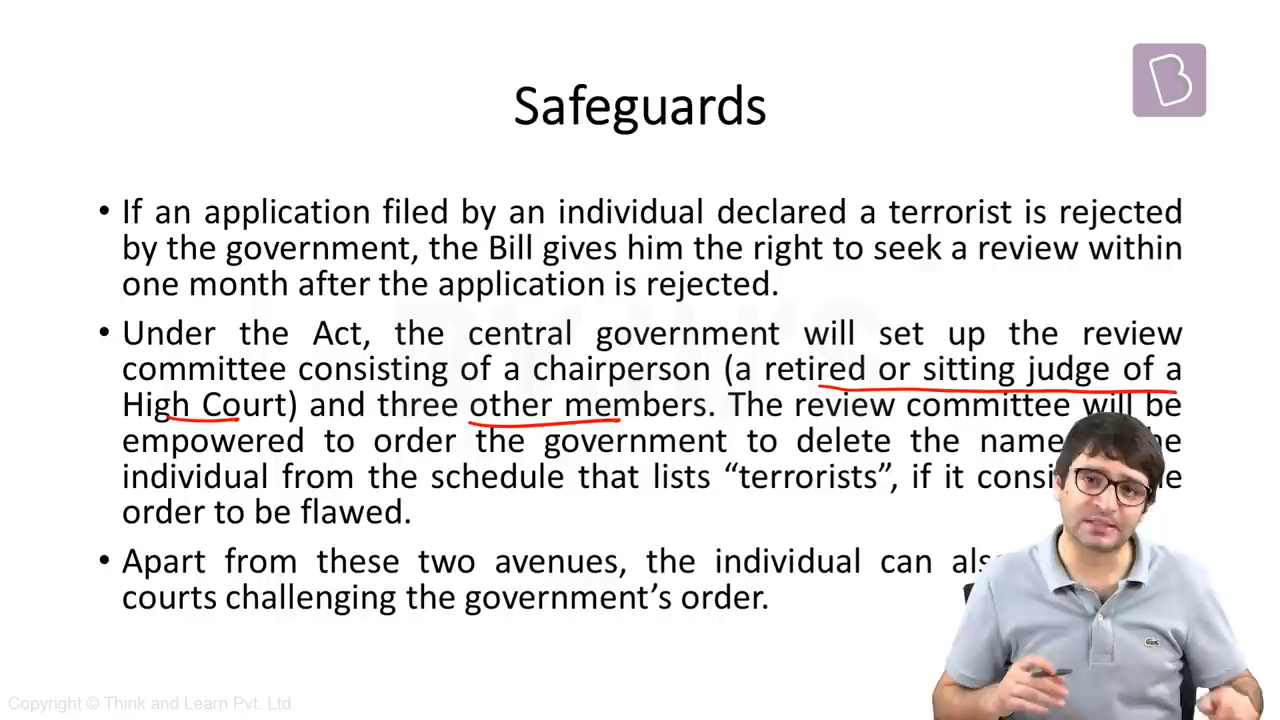 Safeguards
• If an application filed by an individual declared a terrorist is rejected
by the government, the Bill gives him the right to seek a review within
one month after the application is rejected.
• Under the Act, the central government will set up the review
committee consisting of a chairperson (a retired or sitting judge of a
High Court) and three other members. The review committee will be
empowered to order the government to delete the name
individual from the schedule that lists “terrorists”, if it
order to be flawed.
• Apart from these two avenues, the individual can
courts challenging the government’s order.
Copyright © Think and Learn Pvt. Ltd.